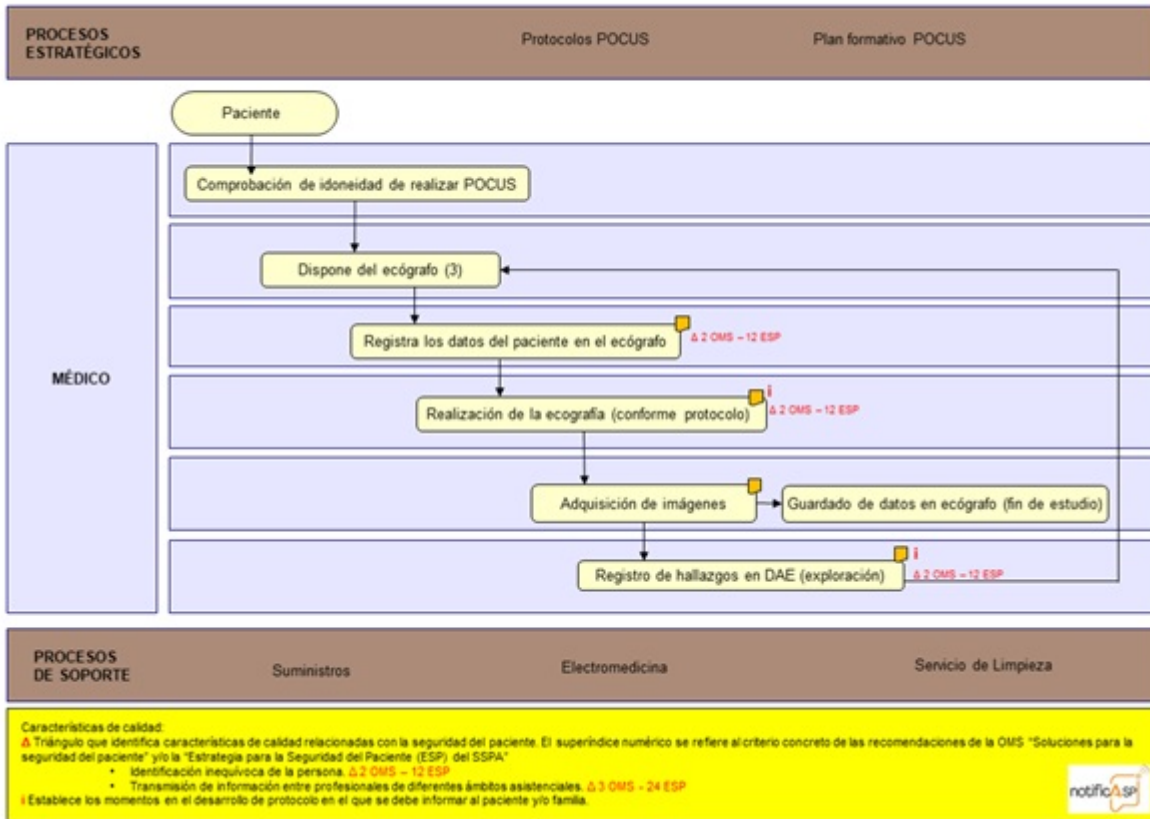 PROCESOS
ESTRATÉGICOS
Protocolos POCUS
Plan formativo POCUS
Paciente
MÉDICO
Comprobación de idoneidad de realizar POCUS
Dispone del ecógrafo (3)
Registra los datos del paciente en el ecógrafo
Δ 2 OMS – 12 ESP
Realización de la ecografía (conforme protocolo)
i
Δ 2 OMS – 12 ESP
Adquisición de imágenes
Guardado de datos en ecógrafo (fin de estudio)
Registro de hallazgos en DAE (exploración)
i
Δ 2 OMS – 12 ESP
PROCESOS
DE SOPORTE
Suministros
Electromedicina
Servicio de Limpieza
Características de calidad:
Δ Triángulo que identifica características de calidad relacionadas con la seguridad del paciente. El superíndice numérico se refiere al criterio concreto de las recomendaciones de la OMS "Soluciones para la
seguridad del paciente" y/o la "Estrategia para la Seguridad del Paciente (ESP) del SSPA"
• Identificación inequívoca de la persona. Δ 2 OMS – 12 ESP
• Transmisión de información entre profesionales de diferentes ámbitos asistenciales. Δ 3 OMS - 24 ESP
i Establece los momentos en el desarrollo de protocolo en el que se debe informar al paciente y/o familia.
notificASP